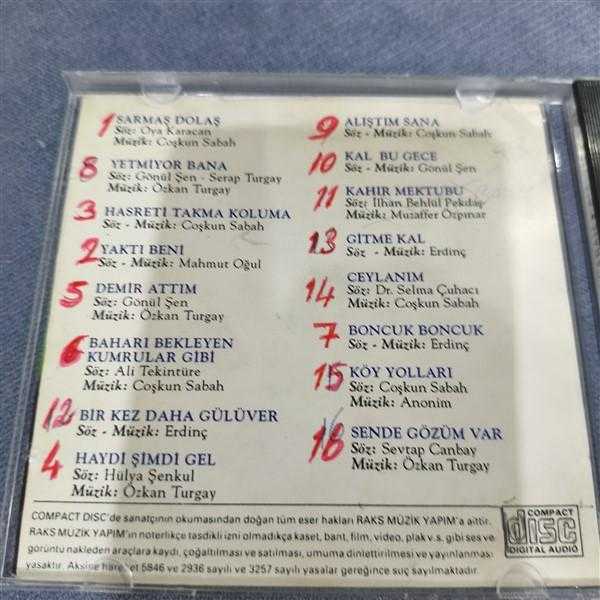 1 SARMAŞ DOLAŞ
Söz: Oya Karacan
Müzik: Coşkun Sabah
8 YETMİYOR BANA
Söz: Gönül Şen - Serap Turgay
Müzik: Özkan Turgay
3 HASRETİ TAKMA KOLUMA
Söz - Müzik: Coşkun Sabah
2 YAKTI BENİ
Söz - Müzik: Mahmut Oğul
5 DEMİR ATTIM
Söz: Gönül Şen
Müzik: Özkan Turgay
6 BAHARI BEKLEYEN
KUMRULAR GİBİ
Söz: Ali Tekintüre
Müzik: Coşkun Sabah
12 BİR KEZ DAHA GÜLÜVER
Söz - Müzik: Erdinç
4 HAYDİ ŞİMDİ GEL
Söz: Hülya Şenkul
Müzik: Özkan Turgay
9 ALIŞTIM SANA
Söz - Müzik: Coşkun Sabah
10 KAL BU GECE
Söz - Müzik: Gönül Şen
11 KAHIR MEKTUBU
Söz: İlhan Behlül Pekdaş
Müzik: Muzaffer Özpınar
13 GİTME KAL
Söz - Müzik: Erdinç
14 CEYLANIM
Söz: Dr. Selma Çuhacı
Müzik: Coşkun Sabah
7 BONCUK BONCUK
Söz - Müzik: Erdinç
15 KÖY YOLLARI
Söz: Coşkun Sabah
Müzik: Anonim
16 SENDE GÖZÜM VAR
Söz: Sevtap Canbay
Müzik: Özkan Turgay
COMPACT DISC'de sanatçının okumasından doğan tüm eser hakları RAKS MÜZİK YAPIM'a aittir.
RAKS MÜZİK YAPIM'ın noterlikçe tasdikli izni olmadıkça kaset, bant, film, video, plak v.s. gibi ses ve
görüntü nakleden araçlara kaydı, çoğaltılması ve satılması, umuma dinlettirilmesi ve yayınlanması
yasaktır. Aksine hareket 5846 ve 2936 sayılı ve 3257 sayılı yasalar gereğince suç sayılmaktadır.
COMPACT
disc
DIGITAL AUDIO